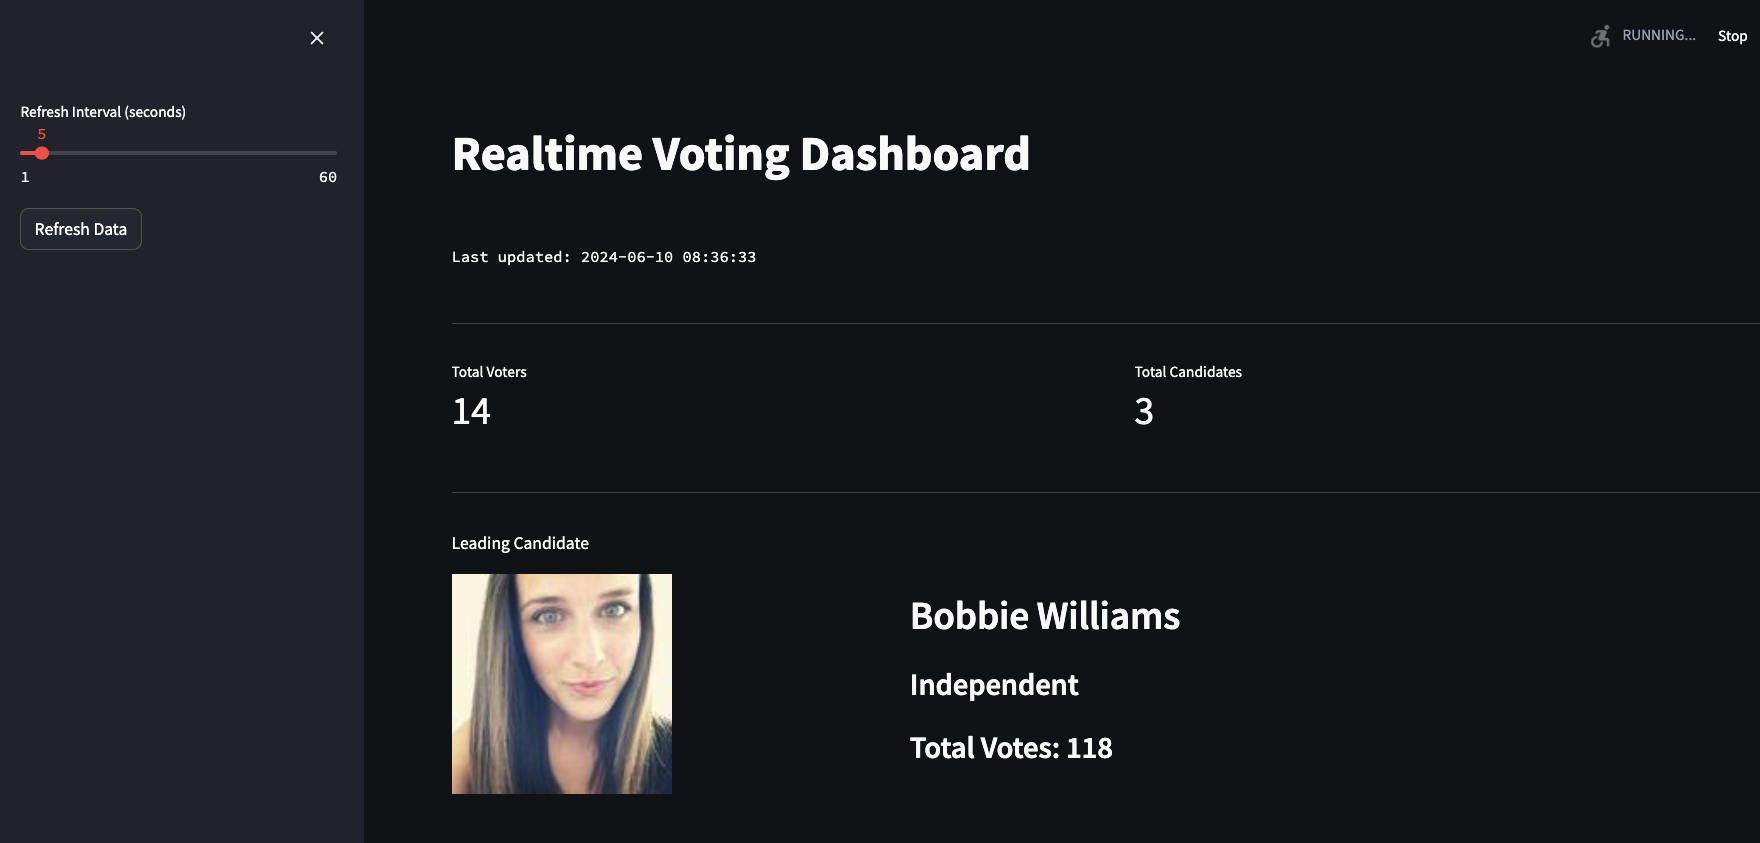 RUNNING...
Stop
Refresh Interval (seconds)
5
1
60
Refresh Data
Realtime Voting Dashboard
Last updated: 2024-06-10 08:36:33
Total Voters
14
Total Candidates
3
Leading Candidate
Bobbie Williams
Independent
Total Votes: 118